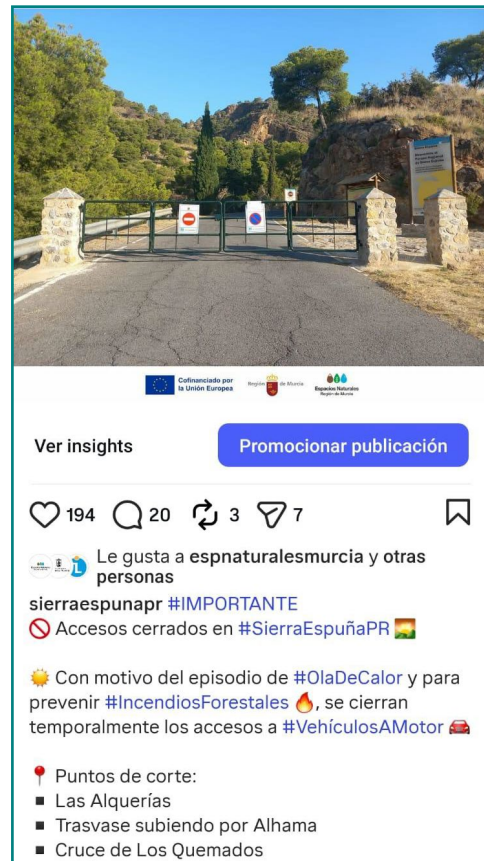 Cofinanciado por
la Unión Europea
Región de Murcia
Espacios Naturales
Región de Murcia
Ver insights
Promocionar publicación
194
20
3
7
Le gusta a espnaturalesmurcia y otras
personas
sierraespunapr #IMPORTANTE
🚫 Accesos cerrados en #SierraEspuñaPR 🌄
☀️ Con motivo del episodio de #OlaDeCalor y para
prevenir #IncendiosForestales 🔥, se cierran
temporalmente los accesos a #VehículosAMotor 🚗
📍 Puntos de corte:
▪️ Las Alquerías
▪️ Trasvase subiendo por Alhama
▪️ Cruce de Los Quemados